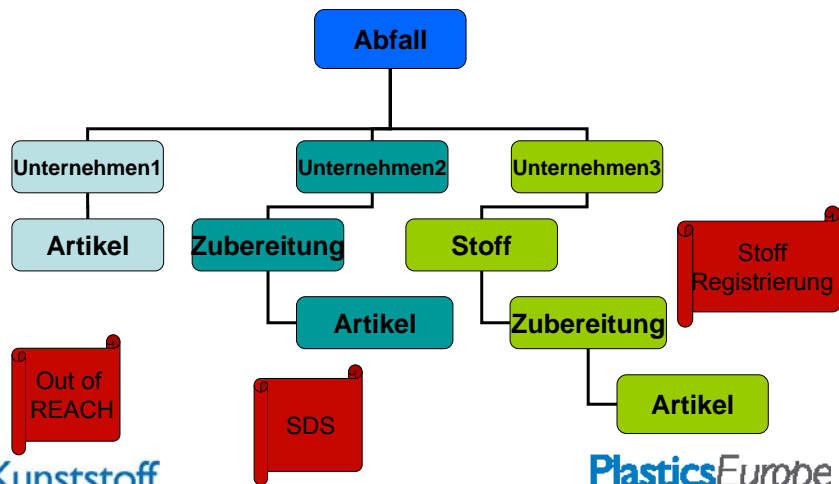 Abfall
Unternehmen1
Unternehmen2
Unternehmen3
Artikel
Zubereitung
Stoff
Stoff
Registrierung
Artikel
Zubereitung
Out of
REACH
SDS
Artikel
Kunststoff
PlasticsEurope